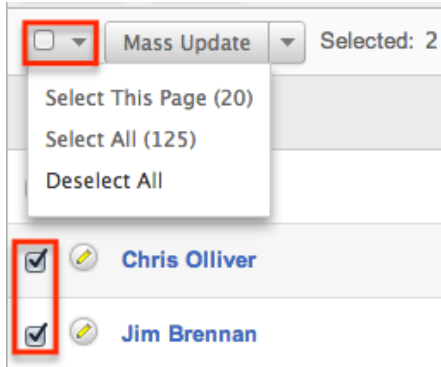 Mass Update Selected: 2
Select This Page (20)
Select All (125)
Deselect All
Chris Olliver
Jim Brennan